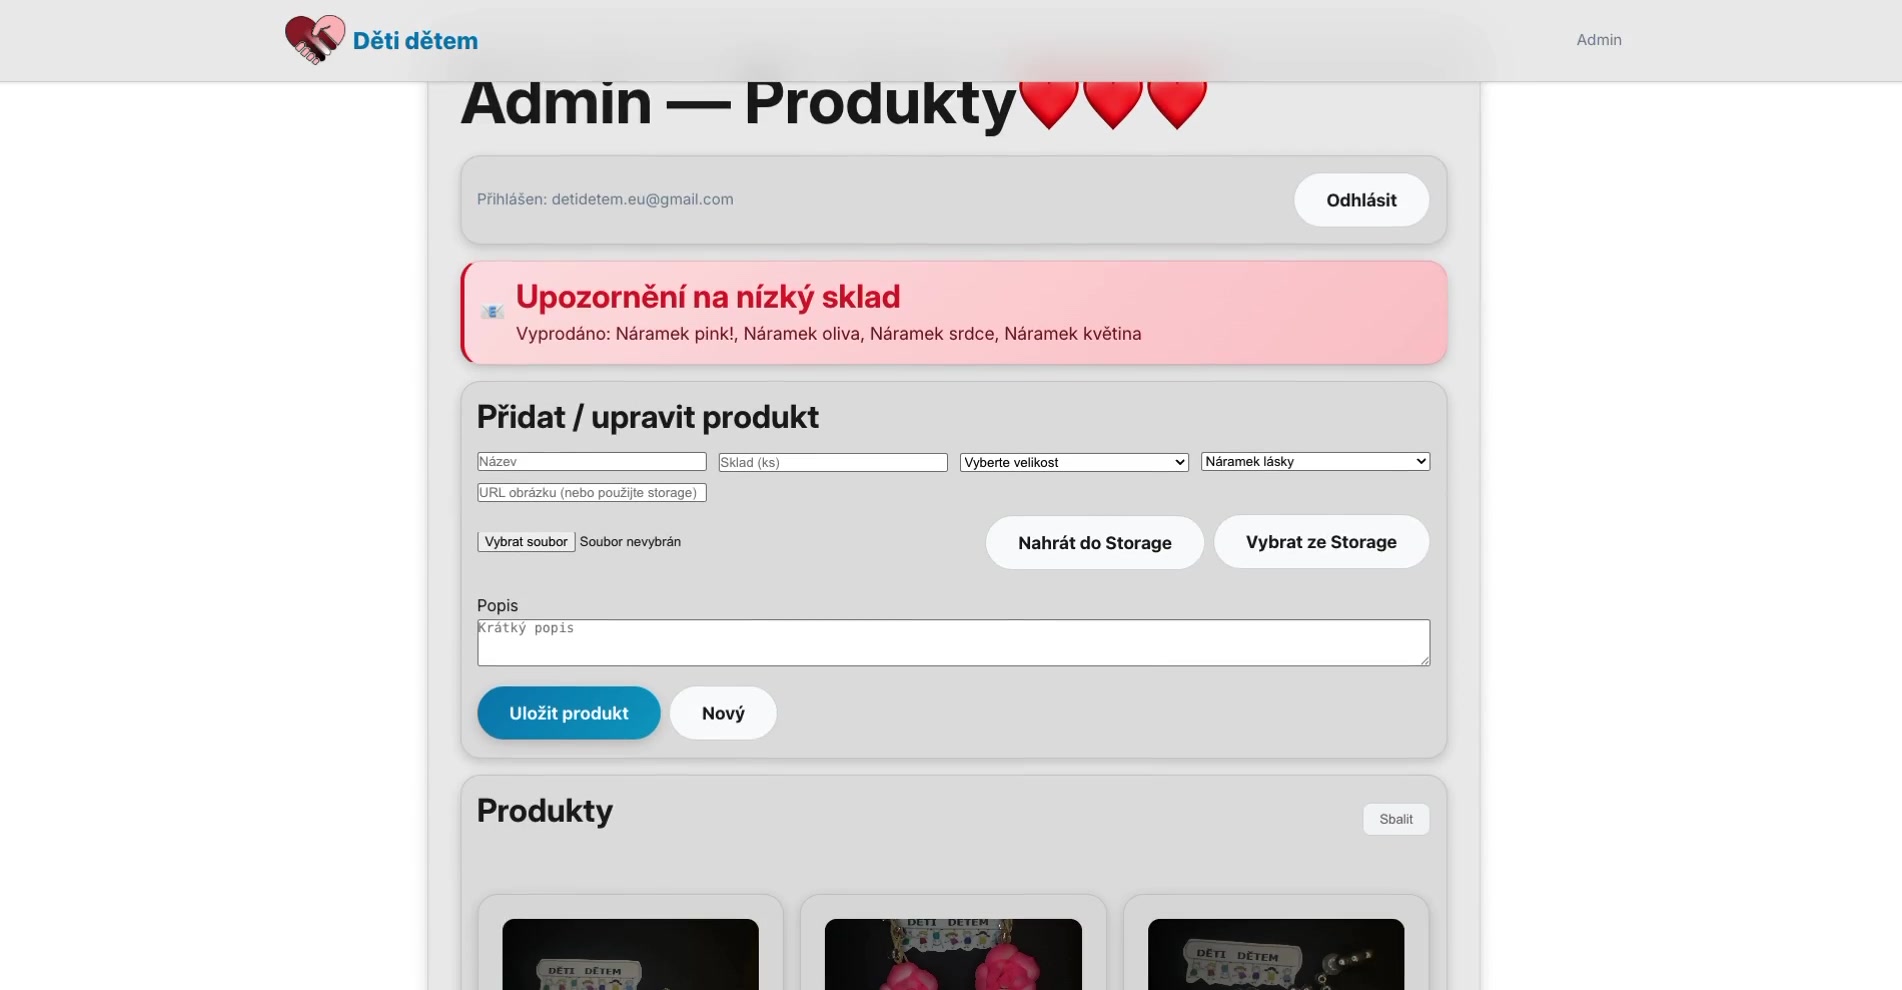 Děti dětem
Admin
Admin — Produkty❤️❤️❤️
Přihlášen: detidetem.eu@gmail.com
Odhlásit
Upozornění na nízký sklad
Vyprodáno: Náramek pink!, Náramek oliva, Náramek srdce, Náramek květina
Přidat / upravit produkt
Název
Sklad (ks)
Vyberte velikost
Náramek lásky
URL obrázku (nebo použijte storage)
Vybrat soubor Soubor nevybrán
Nahrát do Storage
Vybrat ze Storage
Popis
Krátký popis
Uložit produkt
Nový
Produkty
Sbalit
DĚTI DĚTEM
DĚTI DĚTEM
DĚTI DĚTEM